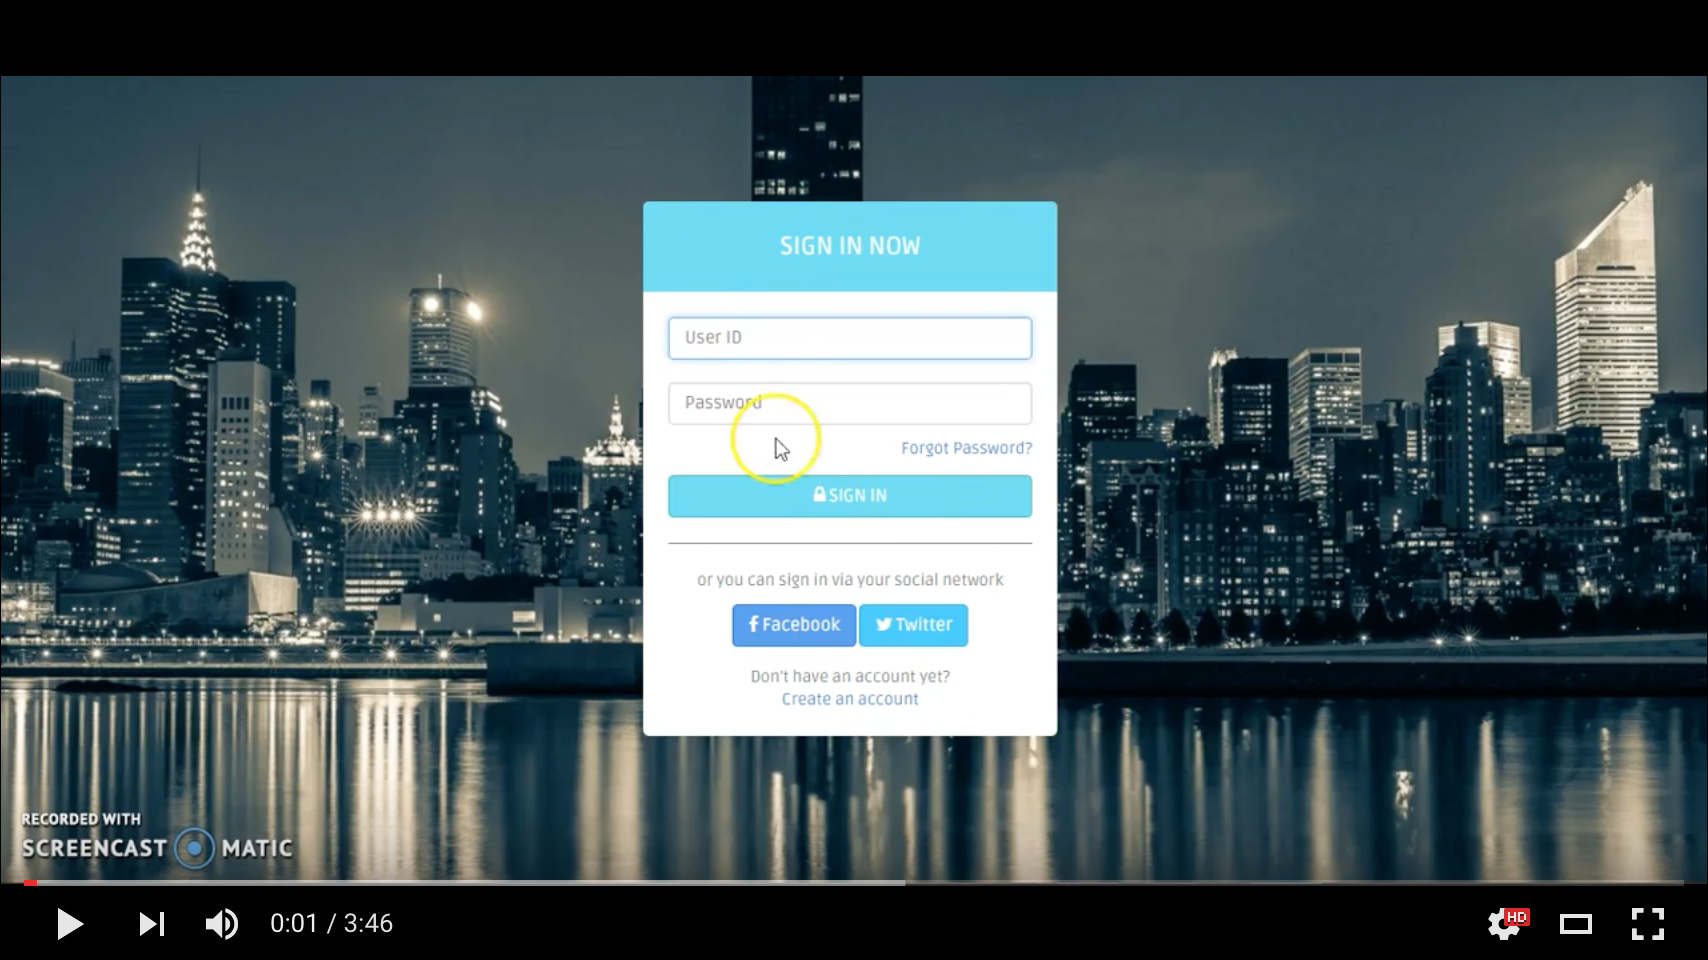 SIGN IN NOW
User ID
Password
Forgot Password?
SIGN IN
or you can sign in via your social network
Facebook Twitter
Don't have an account yet?
Create an account
RECORDED WITH
SCREENCAST MATIC
0:01 / 3:46
HD